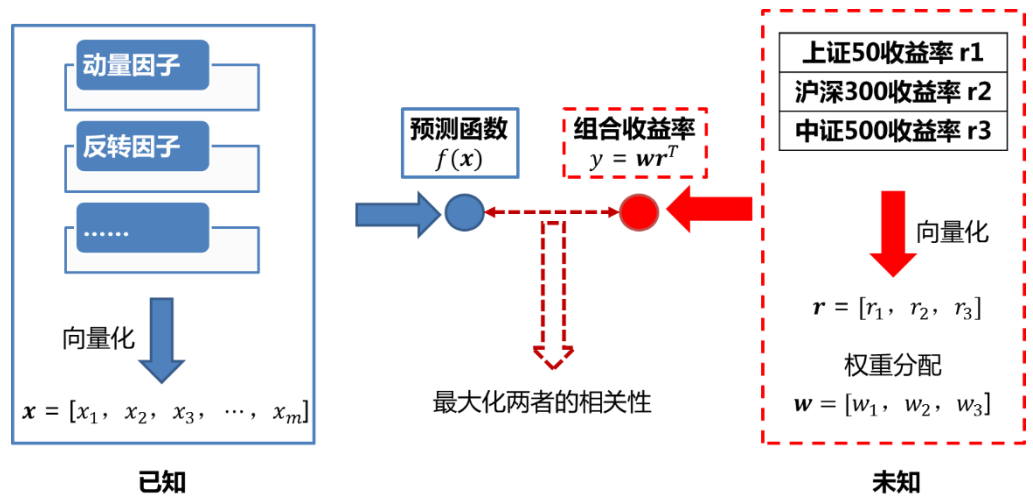 动量因子
反转因子
……
向量化
𝒙 = [x₁，x₂，x₃，⋯，xₘ]
已知
预测函数
f(𝒙)
组合收益率
y = 𝒘𝒓ᵀ
最大化两者的相关性
上证50收益率 r1
沪深300收益率 r2
中证500收益率 r3
向量化
𝒓 = [r₁，r₂，r₃]
权重分配
𝒘 = [w₁，w₂，w₃]
未知